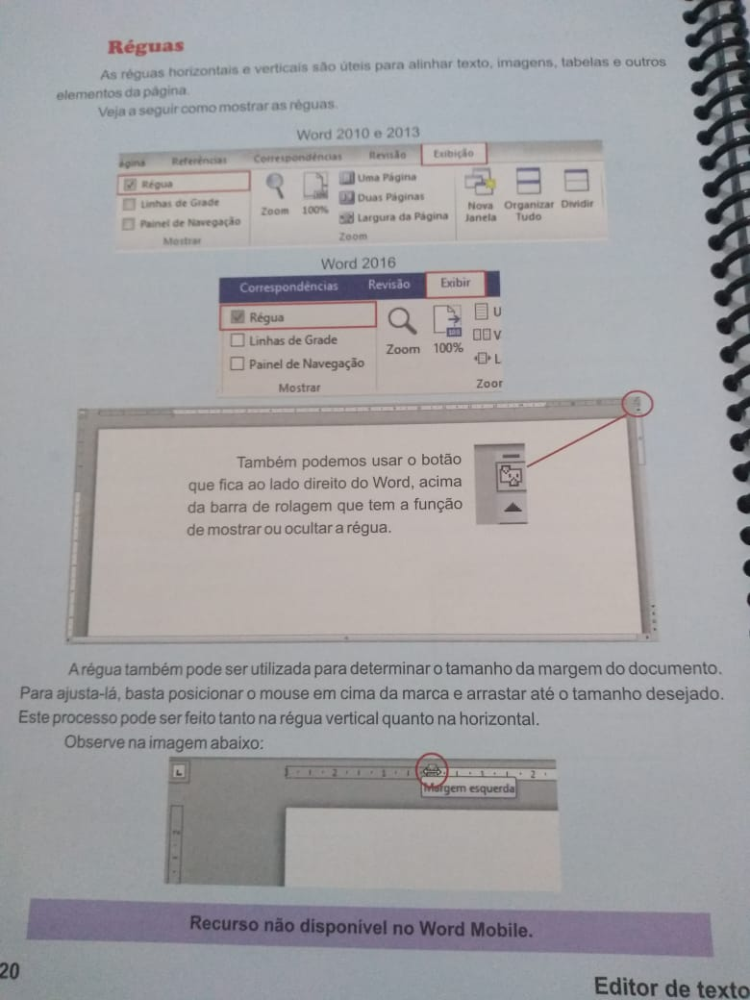 Réguas
As réguas horizontais e verticais são úteis para alinhar texto, imagens, tabelas e outros
elementos da página.
Veja a seguir como mostrar as réguas.
Word 2010 e 2013
ágina Referências Correspondências Revisão Exibição
Régua
Linhas de Grade
Painel de Navegação
Mostrar
Zoom 100%
Uma Página
Duas Páginas
Largura da Página
Zoom
Nova Janela
Organizar Tudo
Dividir
Word 2016
Correspondências Revisão Exibir
Régua
Linhas de Grade
Painel de Navegação
Mostrar
Zoom 100%
U
V
L
Zoor
Também podemos usar o botão
que fica ao lado direito do Word, acima
da barra de rolagem que tem a função
de mostrar ou ocultar a régua.
A régua também pode ser utilizada para determinar o tamanho da margem do documento.
Para ajusta-lá, basta posicionar o mouse em cima da marca e arrastar até o tamanho desejado.
Este processo pode ser feito tanto na régua vertical quanto na horizontal.
Observe na imagem abaixo:
L
3 2 1 1 2
Margem esquerda
Recurso não disponível no Word Mobile.
20
Editor de texto